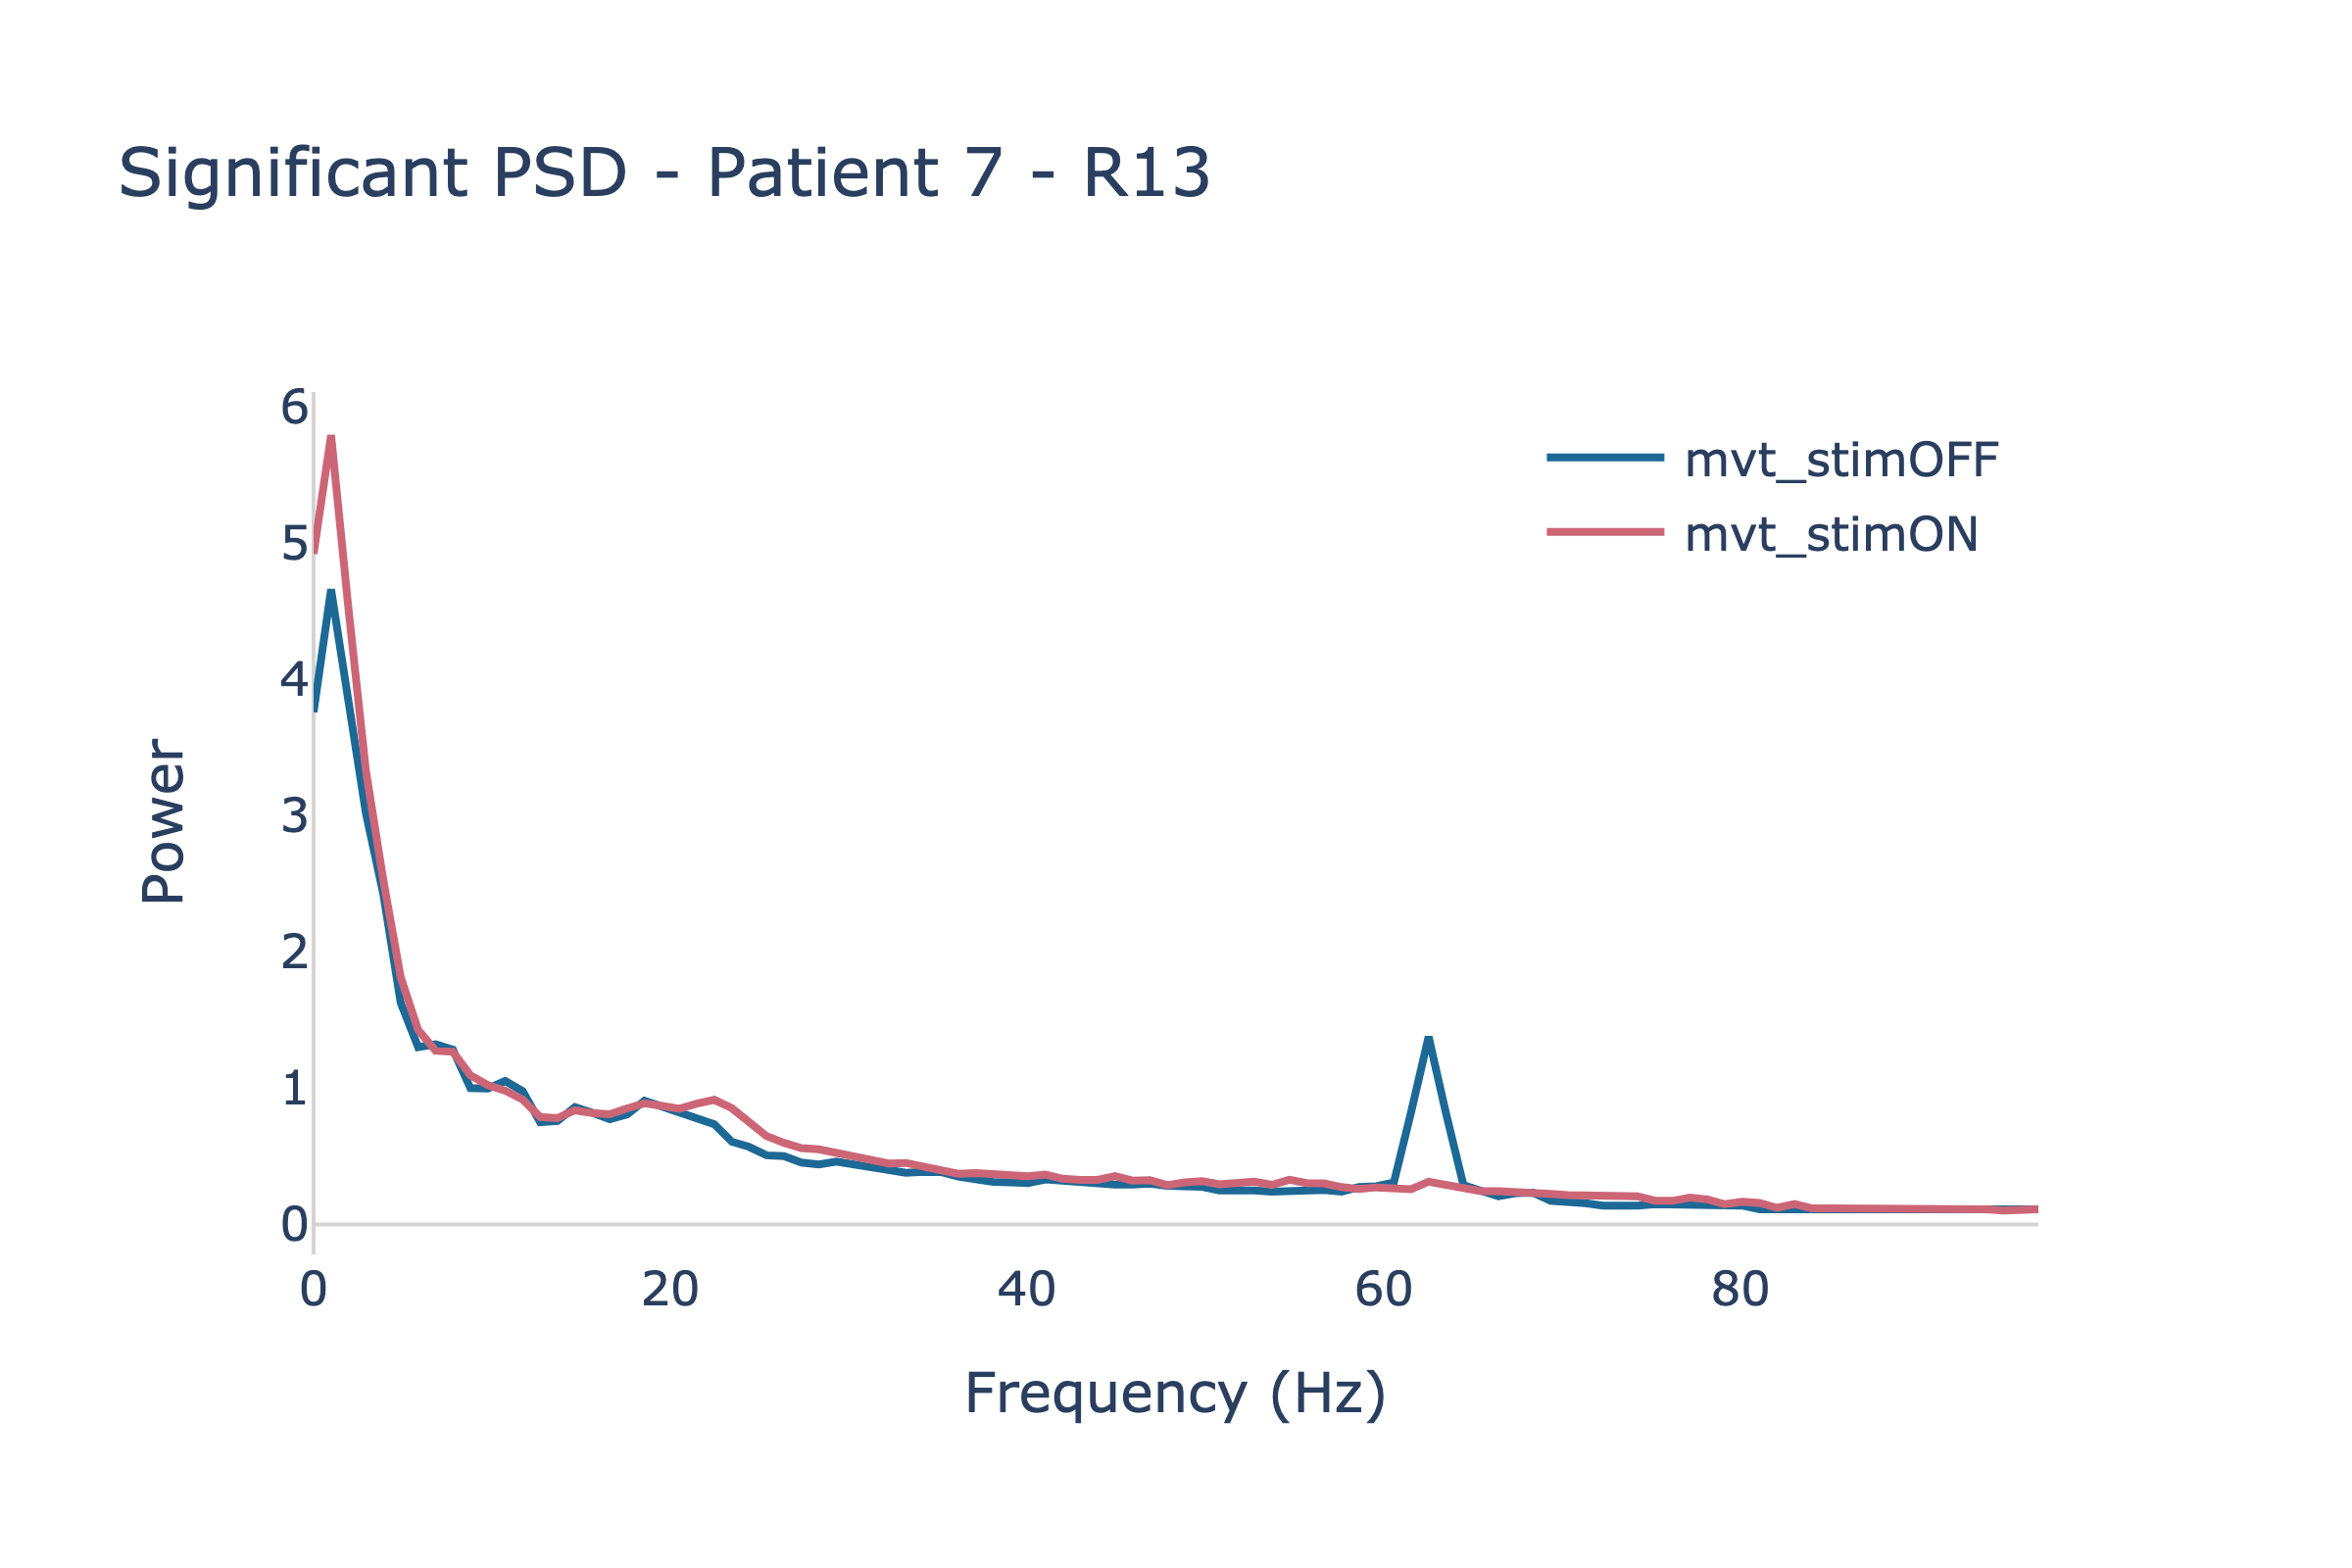 Significant PSD - Patient 7 - R13
6
5
4
3
2
1
0
Power
mvt_stimOFF
mvt_stimON
0 20 40 60 80
Frequency (Hz)